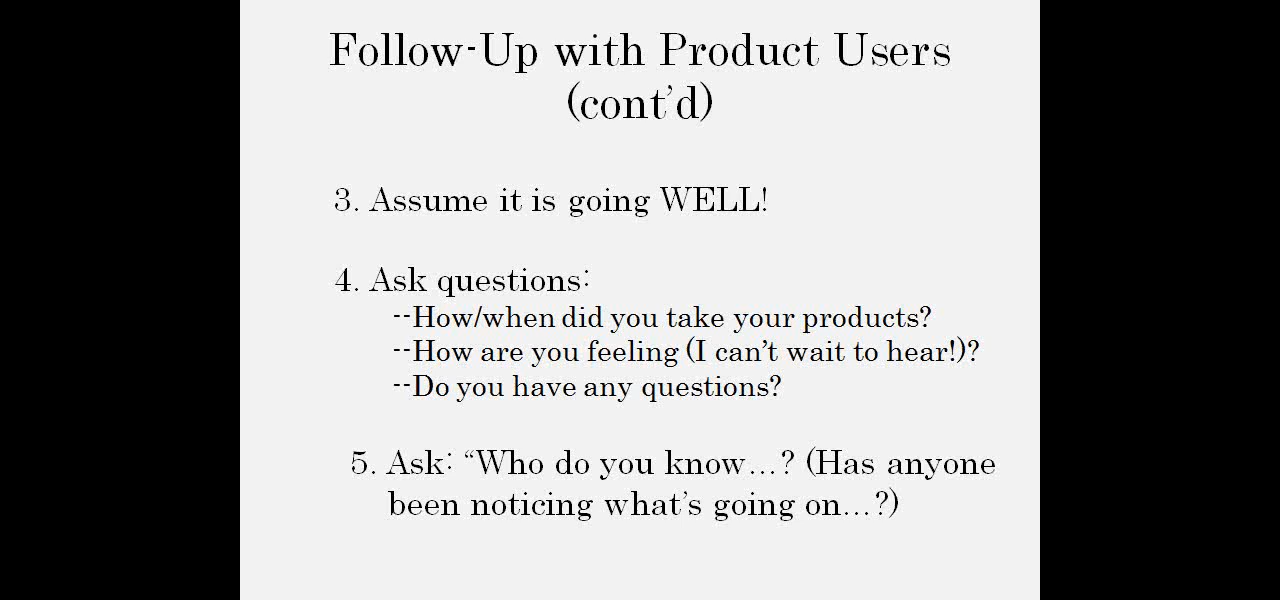 Follow-Up with Product Users
(cont’d)
3. Assume it is going WELL!
4. Ask questions:
--How/when did you take your products?
--How are you feeling (I can’t wait to hear!)?
--Do you have any questions?
5. Ask: “Who do you know...? (Has anyone
been noticing what’s going on...?)